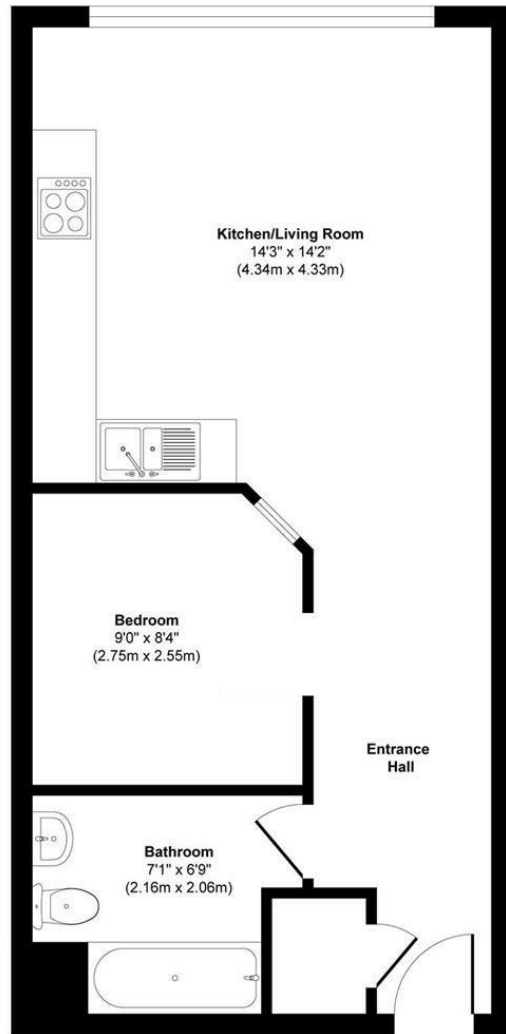 Kitchen/Living Room
14'3" x 14'2"
(4.34m x 4.33m)
Bedroom
9'0" x 8'4"
(2.75m x 2.55m)
Entrance
Hall
Bathroom
7'1" x 6'9"
(2.16m x 2.06m)